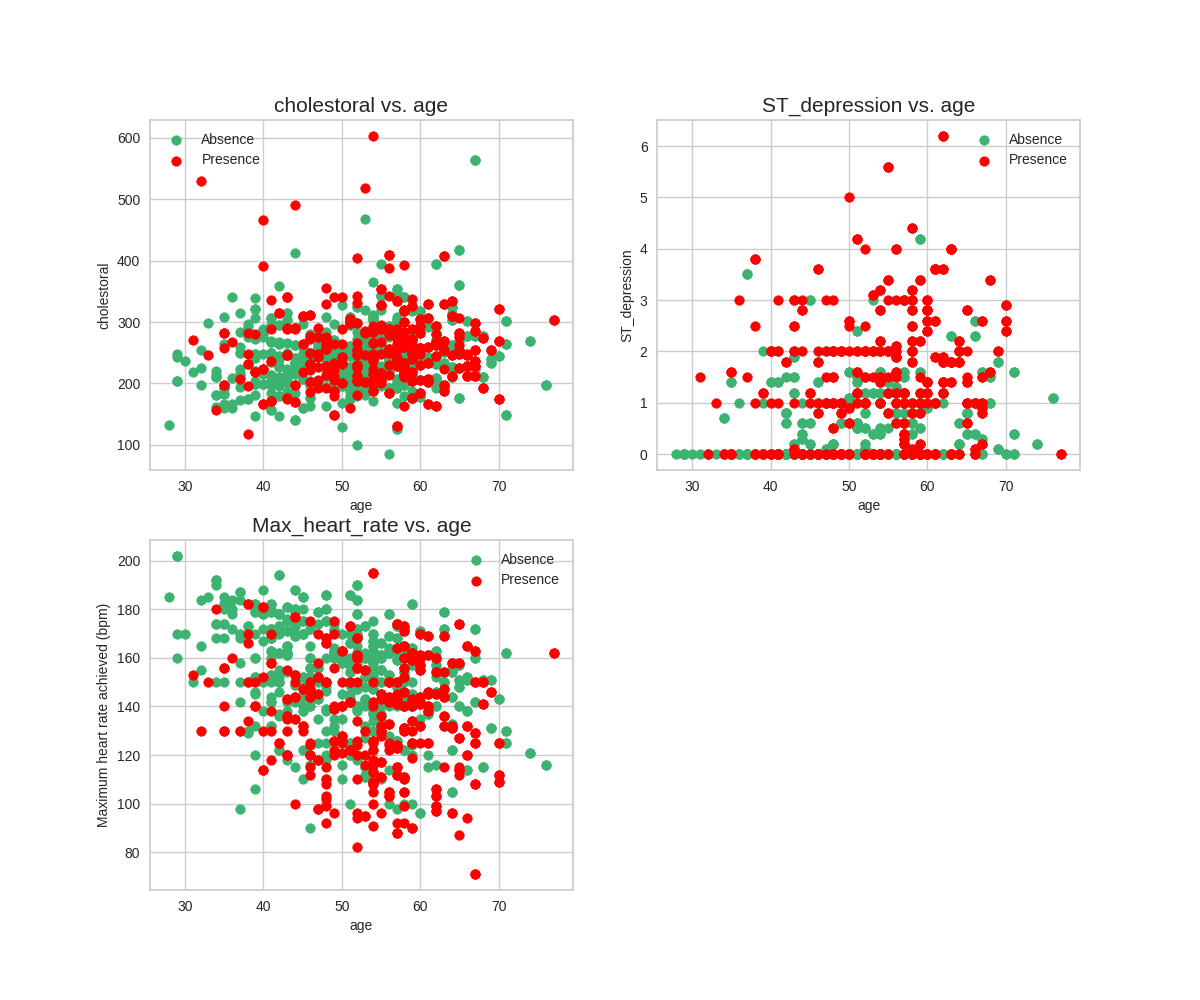 cholestoral vs. age
600
500
400
300
200
100
cholestoral
30 40 50 60 70
age
Absence
Presence
ST_depression vs. age
6
5
4
3
2
1
0
ST_depression
30 40 50 60 70
age
Absence
Presence
Max_heart_rate vs. age
200
180
160
140
120
100
80
Maximum heart rate achieved (bpm)
30 40 50 60 70
age
Absence
Presence